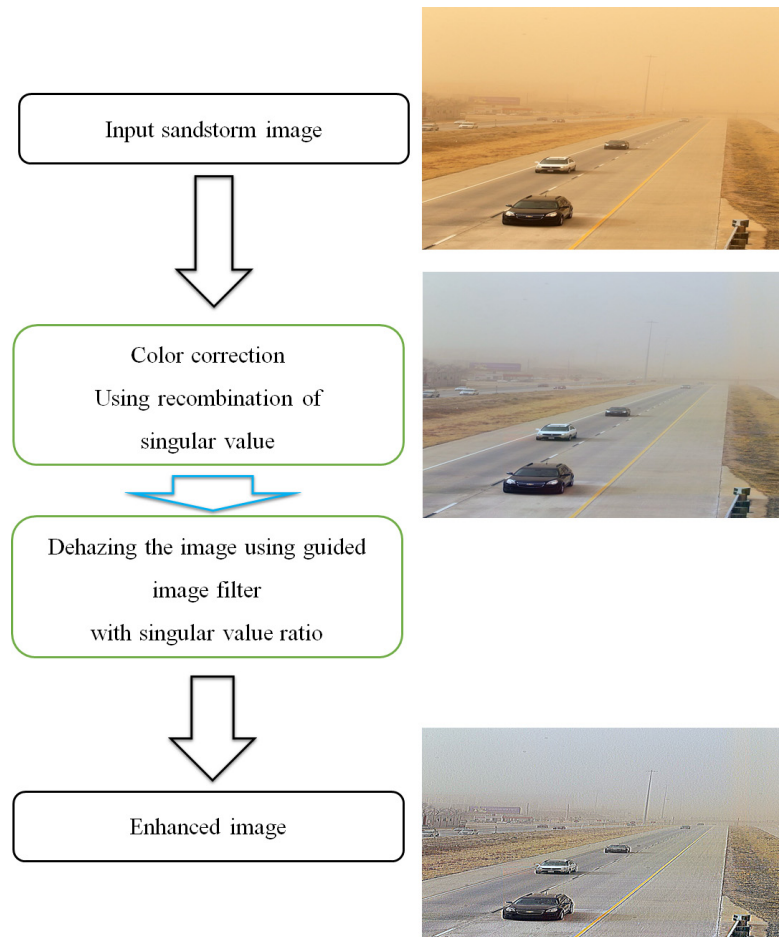 Input sandstorm image
Color correction
Using recombination of
singular value
Dehazing the image using guided
image filter
with singular value ratio
Enhanced image